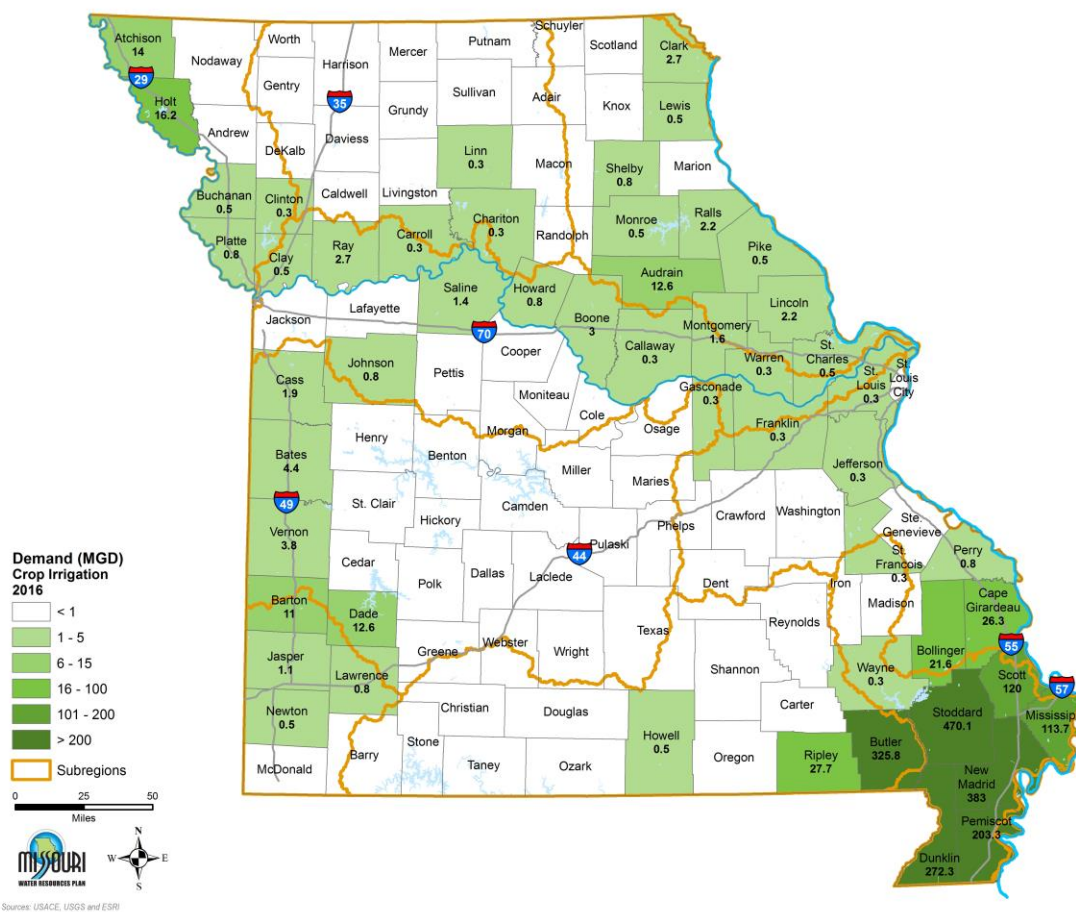 Schuyler
Worth
Putnam
Scotland
Clark
2.7
Atchison
14
Nodaway
Harrison
Mercer
29
Gentry
Sullivan
Adair
Knox
Lewis
0.5
Holt
16.2
35
Grundy
Andrew
DeKalb
Daviess
Linn
0.3
Macon
Shelby
0.8
Marion
Buchanan
0.5
Clinton
0.3
Caldwell
Livingston
Chariton
0.3
Monroe
0.5
Ralls
2.2
Platte
0.8
Clay
0.5
Ray
2.7
Carroll
0.3
Randolph
Pike
0.5
Audrain
12.6
Saline
1.4
Howard
0.8
Boone
3
Lincoln
2.2
Jackson
Lafayette
70
Callaway
0.3
Montgomery
1.6
Warren
0.3
St.
Charles
0.5
Cooper
Johnson
0.8
Pettis
St.
Louis
0.3
St
Louis
City
Cass
1.9
Moniteau
Cole
Gasconade
0.3
Franklin
0.3
Osage
Henry
Morgan
Bates
4.4
Benton
Miller
Maries
Jefferson
0.3
49
St. Clair
Camden
Crawford
Washington
Ste.
Genevieve
Vernon
3.8
Hickory
Pulaski
Phelps
44
St.
Francois
0.3
Perry
0.8
Cedar
Polk
Dallas
Laclede
Dent
Iron
Madison
Cape
Girardeau
26.3
Barton
11
Dade
12.6
Reynolds
Texas
Webster
Wright
Greene
Jasper
1.1
Lawrence
0.8
Shannon
Wayne
0.3
Bollinger
21.6
55
Scott
120
57
Newton
0.5
Christian
Douglas
Carter
Stoddard
470.1
Mississip
113.7
Howell
0.5
Stone
Barry
McDonald
Taney
Ozark
Oregon
Ripley
27.7
Butler
325.8
New
Madrid
383
Pemiscot
203.3
Dunklin
272.3
Demand (MGD)
Crop Irrigation
2016
< 1
1 - 5
6 - 15
16 - 100
101 - 200
> 200
Subregions
0 25 50
Miles
MISSOURI
WATER RESOURCES PLAN
N
W E
S
Sources: USACE, USGS and ESRI